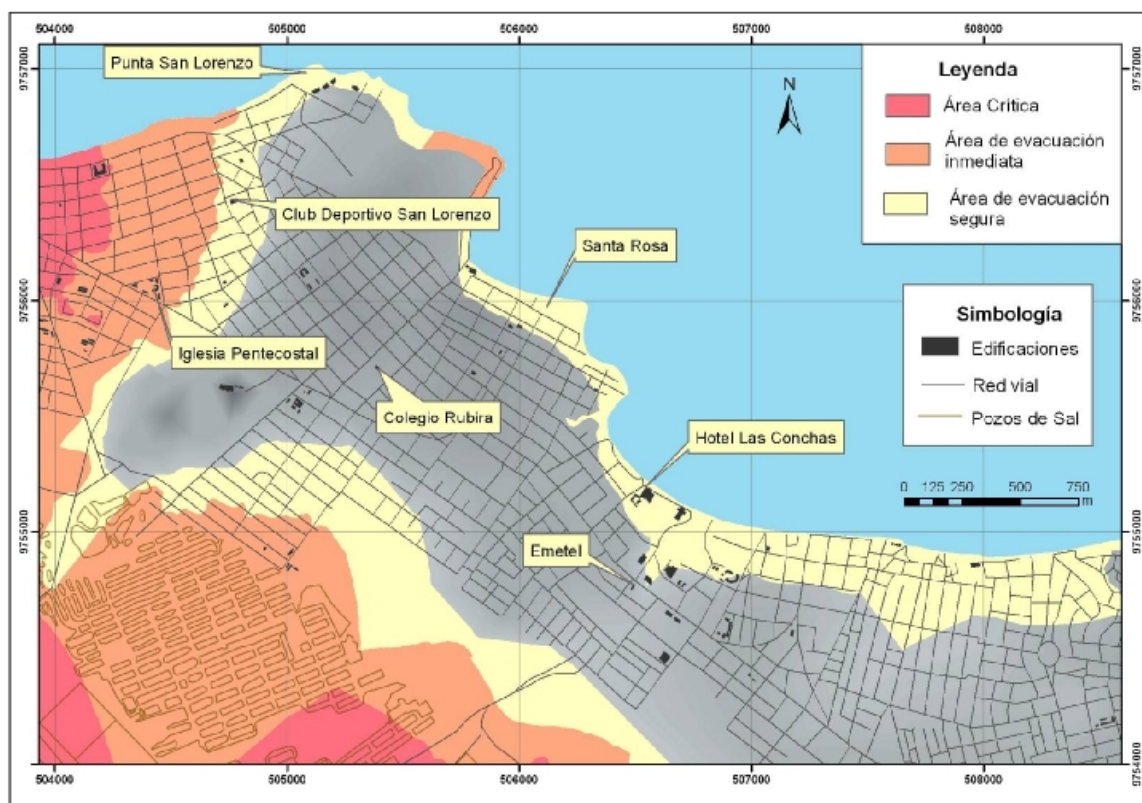 504000
505000
506000
507000
508000
9757000
9757000
Punta San Lorenzo
N
Leyenda
Área Crítica
Área de evacuación
inmediata
Área de evacuación
segura
Club Deportivo San Lorenzo
Santa Rosa
9756000
9756000
Simbología
Edificaciones
Red vial
Pozos de Sal
Iglesia Pentecostal
Colegio Rubira
Hotel Las Conchas
0 125 250 500 750
m
9755000
9755000
Emetel
9754000
9754000
504000
505000
506000
507000
508000